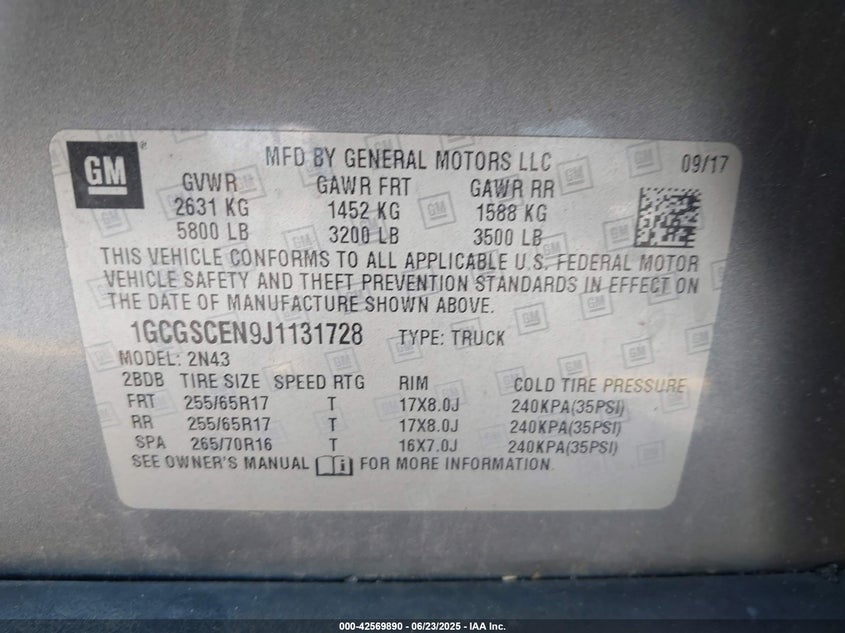 GM
MFD BY GENERAL MOTORS LLC 09/17
GVWR GAWR FRT GAWR RR
2631 KG 1452 KG 1588 KG
5800 LB 3200 LB 3500 LB
THIS VEHICLE CONFORMS TO ALL APPLICABLE U.S. FEDERAL MOTOR
VEHICLE SAFETY AND THEFT PREVENTION STANDARDS IN EFFECT ON
THE DATE OF MANUFACTURE SHOWN ABOVE.
1GCGSCEN9J1131728 TYPE: TRUCK
MODEL: 2N43
2BDB TIRE SIZE SPEED RTG RIM COLD TIRE PRESSURE
FRT 255/65R17 T 17X8.0J 240KPA(35PSI)
RR 255/65R17 T 17X8.0J 240KPA(35PSI)
SPA 265/70R16 T 16X7.0J 240KPA(35PSI)
SEE OWNER'S MANUAL FOR MORE INFORMATION.
000-42569890 - 06/23/2025 - IAA Inc.